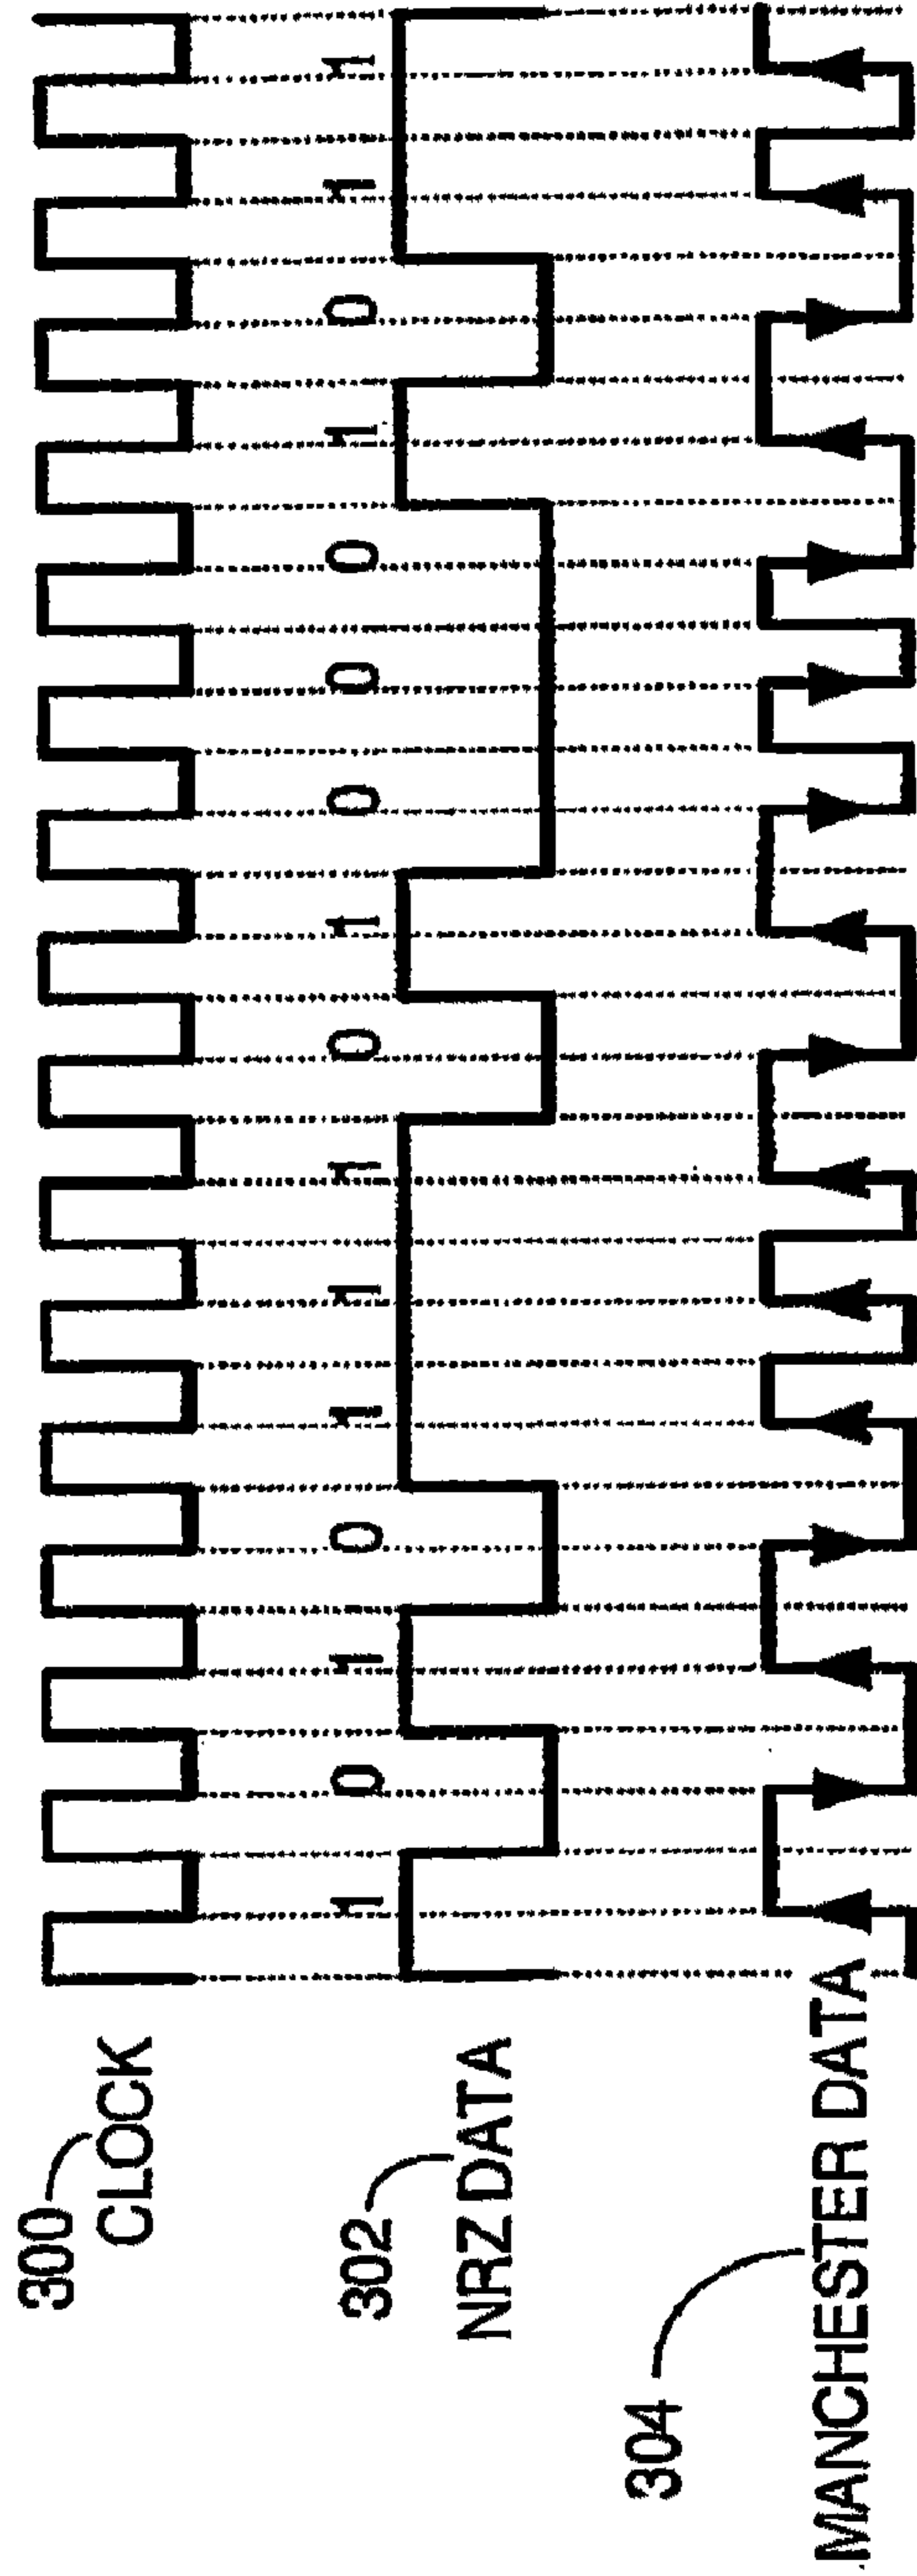 300
CLOCK
302
NRZ DATA
1 0 1 0 1 1 1 0 1 0 0 0 1 0 1 1
304
MANCHESTER DATA